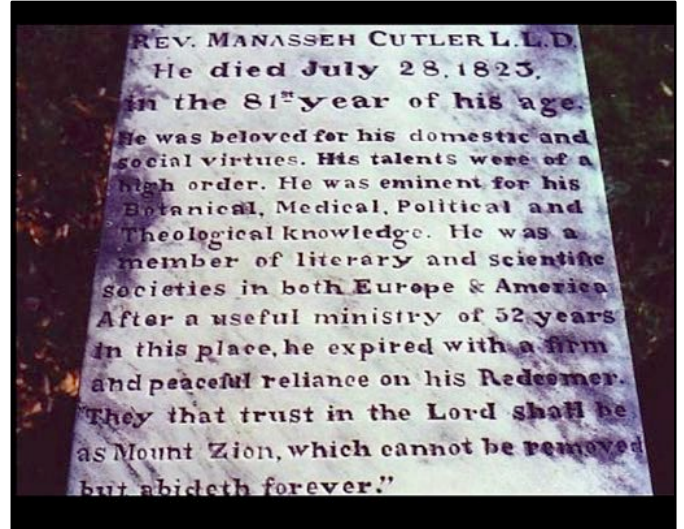 REV. MANASSEH CUTLER L.L.D.
He died July 28, 1823,
in the 81st year of his age.
He was beloved for his domestic and
social virtues. His talents were of a
high order. He was eminent for his
Botanical, Medical, Political and
Theological knowledge. He was a
member of literary and scientific
societies in both Europe & America
After a useful ministry of 52 years
in this place, he expired with a firm
and peaceful reliance on his Redeemer.
"They that trust in the Lord shall be
as Mount Zion, which cannot be removed
but abideth forever."